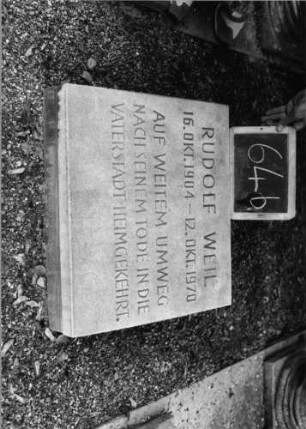 64b
RUDOLF WEIL
16. OKT. 1904 - 12. OKT. 1970
AUF WEITEM UMWEG
NACH SEINEM TODE IN DIE
VATERSTADT HEIMGEKEHRT.